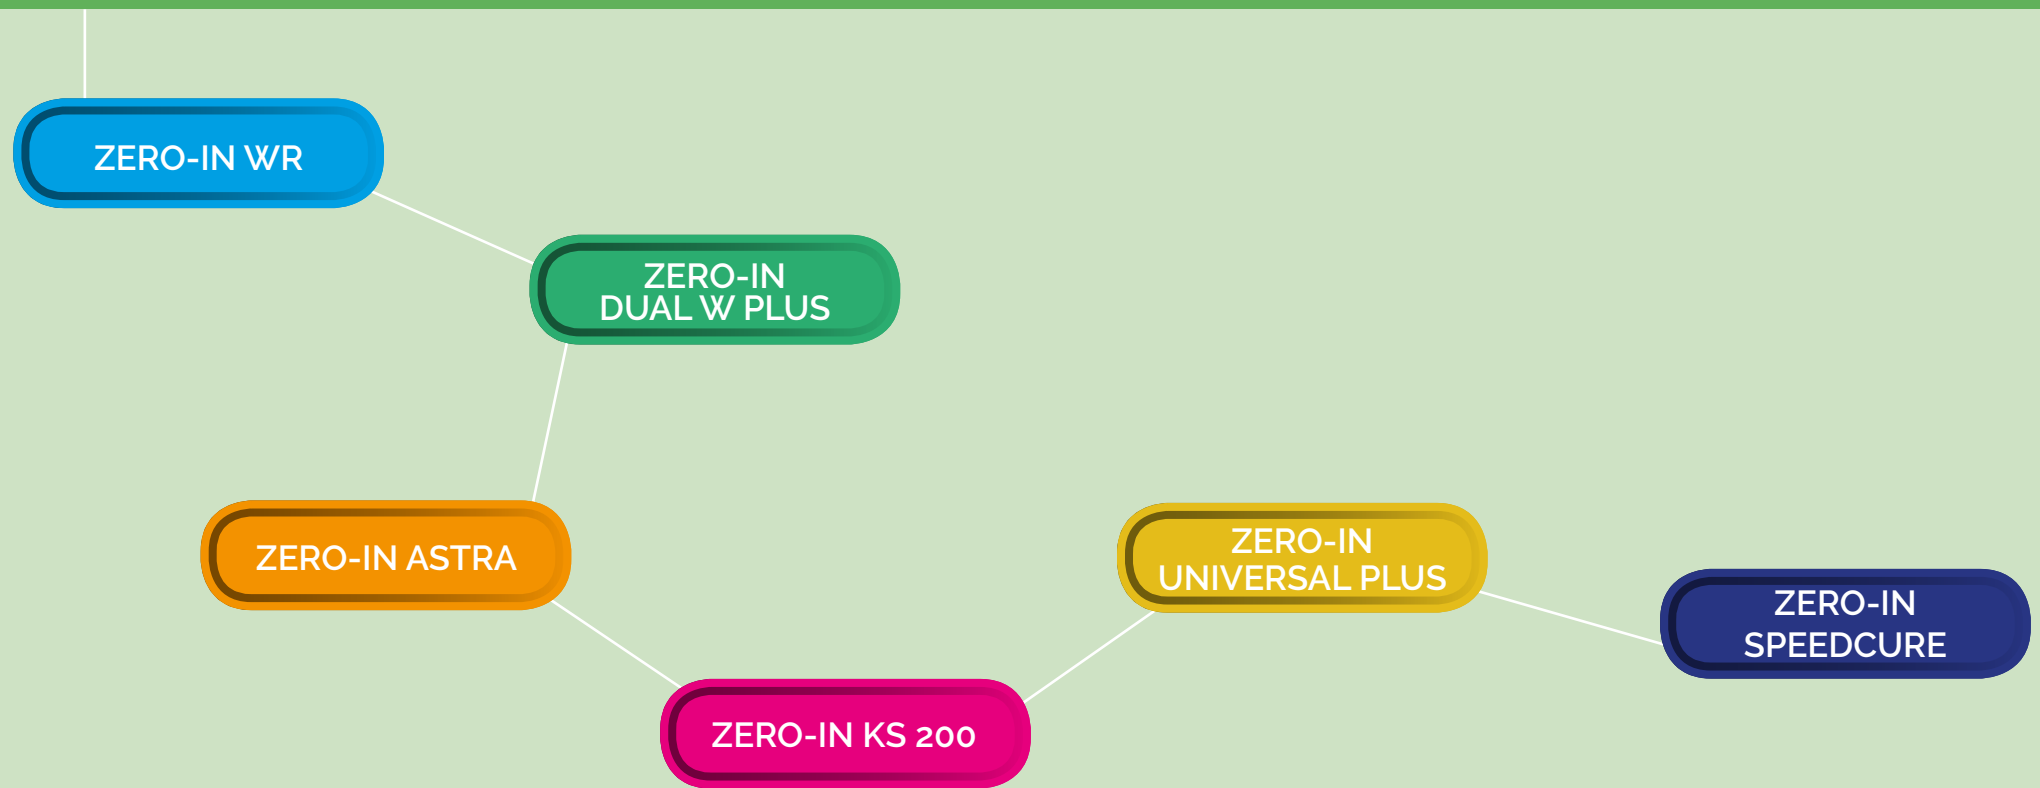 ZERO-IN WR
ZERO-IN
DUAL W PLUS
ZERO-IN ASTRA
ZERO-IN KS 200
ZERO-IN
UNIVERSAL PLUS
ZERO-IN
SPEEDCURE